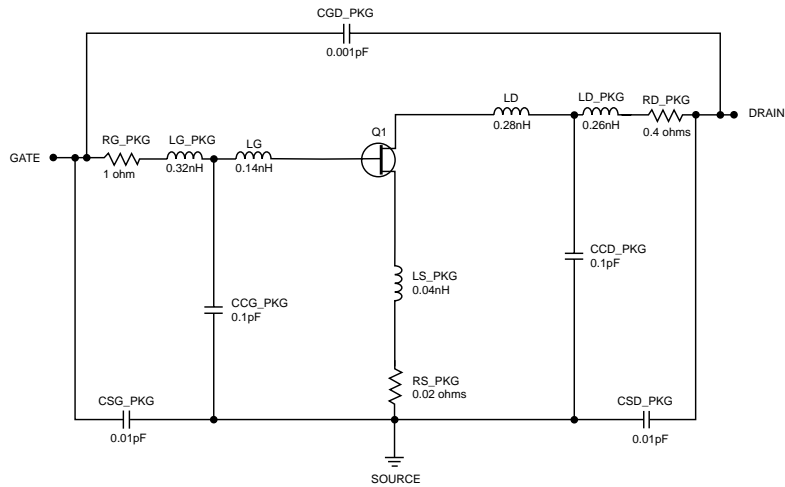 CGD_PKG
0.001pF
LD
0.28nH
LD_PKG
0.26nH
RD_PKG
0.4 ohms
DRAIN
Q1
GATE
RG_PKG
1 ohm
LG_PKG
0.32nH
LG
0.14nH
CCD_PKG
0.1pF
LS_PKG
0.04nH
CCG_PKG
0.1pF
RS_PKG
0.02 ohms
CSG_PKG
0.01pF
CSD_PKG
0.01pF
SOURCE